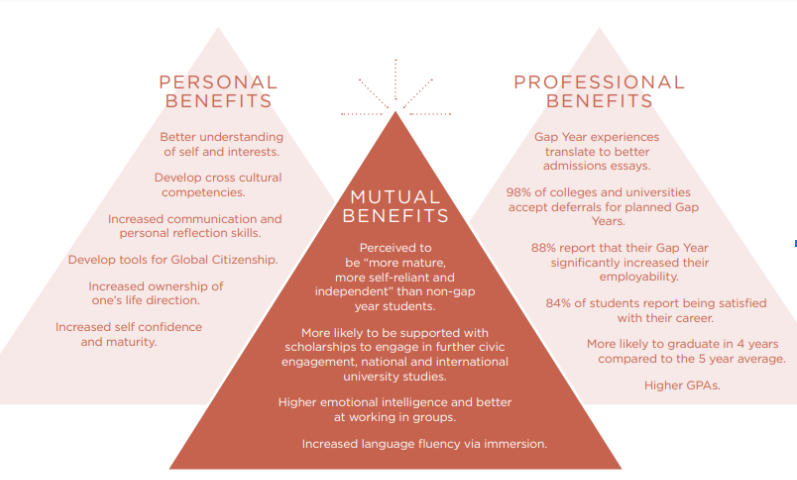 PERSONAL
BENEFITS
Better understanding
of self and interests.
Develop cross cultural
competencies.
Increased communication and
personal reflection skills.
Develop tools for Global Citizenship.
Increased ownership of
one's life direction.
Increased self confidence
and maturity.
MUTUAL
BENEFITS
Perceived to
be “more mature,
more self-reliant and
independent” than non-gap
year students.
More likely to be supported with
scholarships to engage in further civic
engagement, national and international
university studies.
Higher emotional intelligence and better
at working in groups.
Increased language fluency via immersion.
PROFESSIONAL
BENEFITS
Gap Year experiences
translate to better
admissions essays.
98% of colleges and universities
accept deferrals for planned Gap
Years.
88% report that their Gap Year
significantly increased their
employability.
84% of students report being satisfied
with their career.
More likely to graduate in 4 years
compared to the 5 year average.
Higher GPAs.